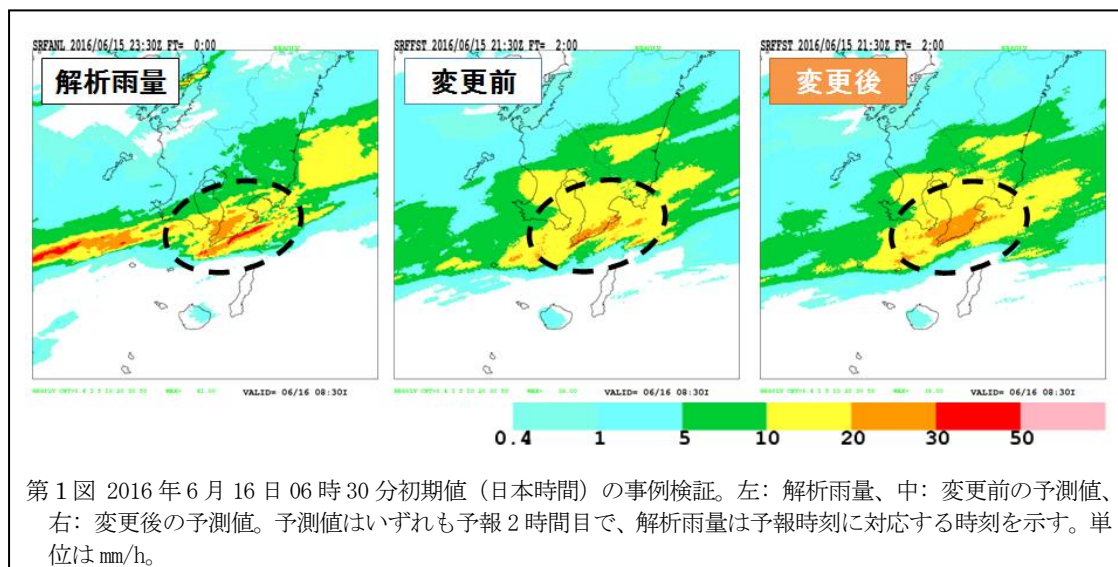 SRFANL 2016/06/15 23:30Z FT= 0:00
解析雨量
VALID= 06/16 08:30I
SRFFST 2016/06/15 21:30Z FT= 2:00
変更前
VALID= 06/16 08:30I
SRFFST 2016/06/15 21:30Z FT= 2:00
変更後
VALID= 06/16 08:30I
0.4 1 5 10 20 30 50
第1図 2016年6月16日06時30分初期値（日本時間）の事例検証。左: 解析雨量、中: 変更前の予測値、
右: 変更後の予測値。予測値はいずれも予報2時間目で、解析雨量は予報時刻に対応する時刻を示す。単
位は㎜/h。